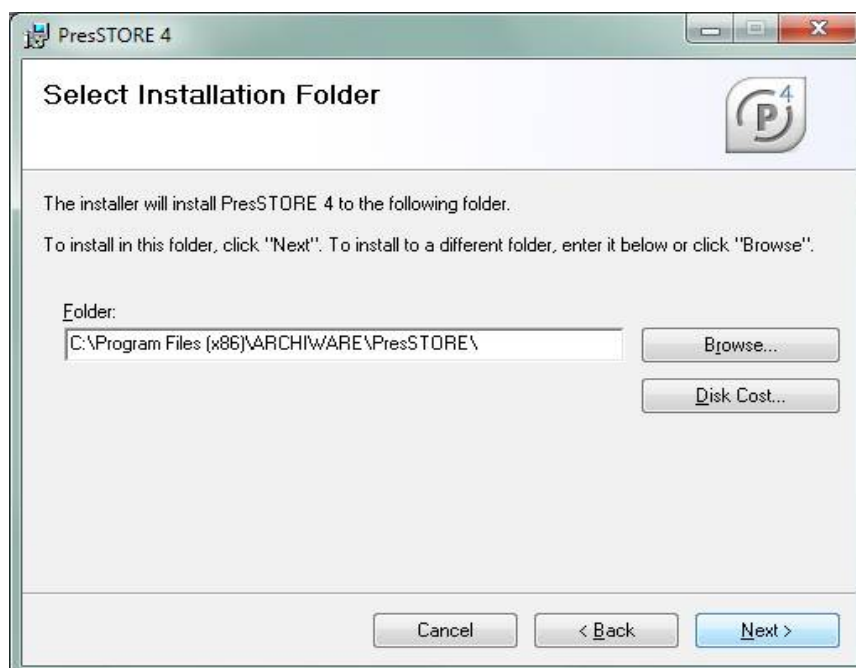 PresSTORE 4
Select Installation Folder
P 4
The installer will install PresSTORE 4 to the following folder.
To install in this folder, click "Next". To install to a different folder, enter it below or click "Browse".
Folder:
C:\Program Files (x86)\ARCHIWARE\PresSTORE\
Browse...
Disk Cost...
Cancel
< Back
Next >